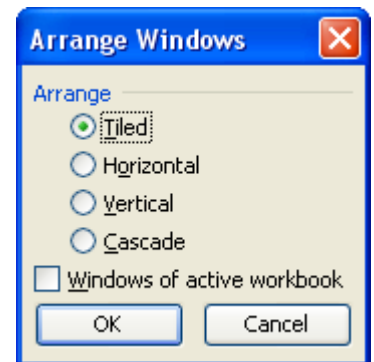 Arrange Windows
Arrange
Tiled
Horizontal
Vertical
Cascade
Windows of active workbook
OK Cancel